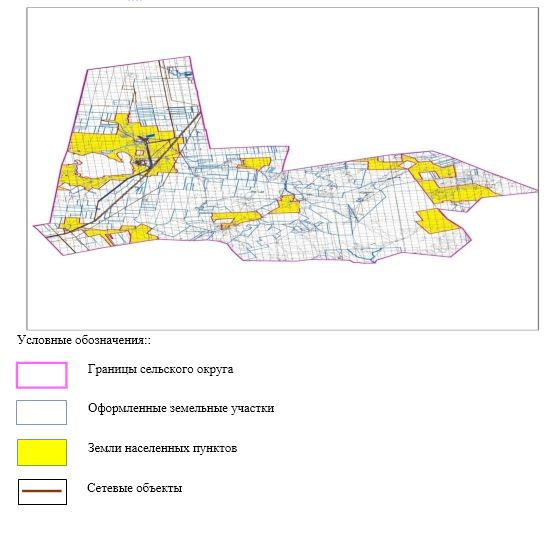 Условные обозначения::
Границы сельского округа
Оформленные земельные участки
Земли населенных пунктов
Сетевые объекты